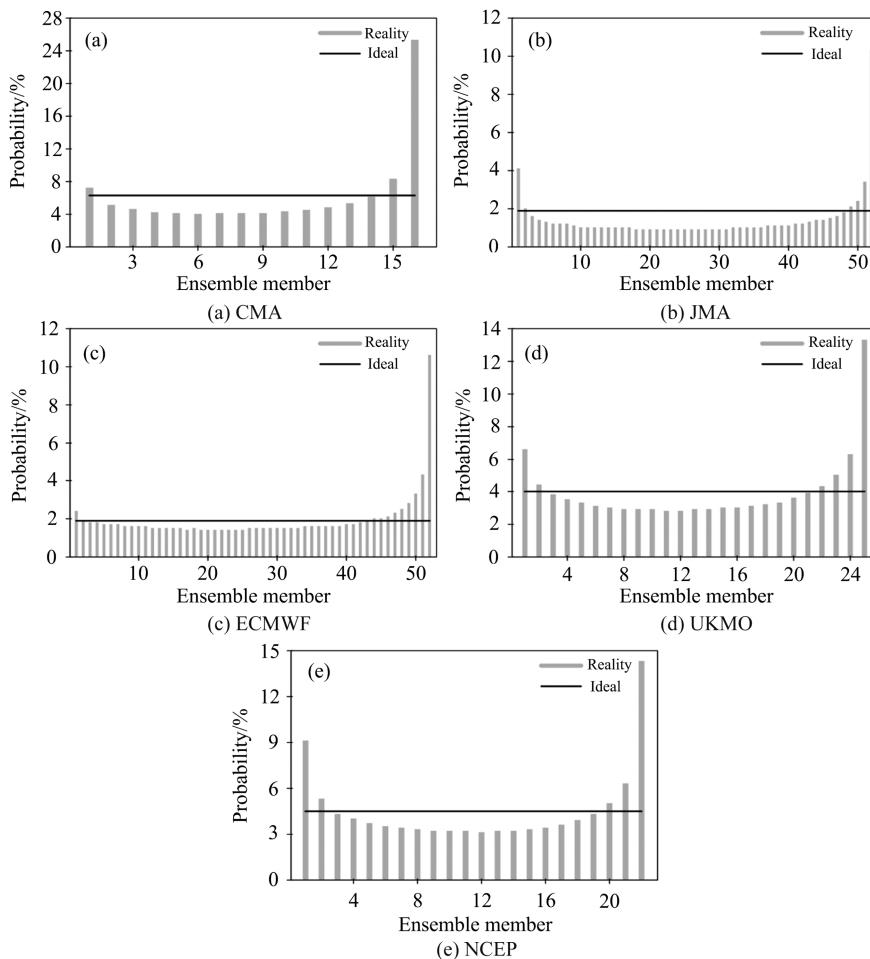 28
24
20
16
12
8
4
0
Probability/%
(a)
Reality
Ideal
3
6
9
12
15
Ensemble member
(a) CMA
12
10
8
6
4
2
0
Probability/%
(b)
Reality
Ideal
10
20
30
40
50
Ensemble member
(b) JMA
12
10
8
6
4
2
0
Probability/%
(c)
Reality
Ideal
10
20
30
40
50
Ensemble member
(c) ECMWF
14
12
10
8
6
4
2
0
Probability/%
(d)
Reality
Ideal
4
8
12
16
20
24
Ensemble member
(d) UKMO
15
12
9
6
3
0
Probability/%
(e)
Reality
Ideal
4
8
12
16
20
Ensemble member
(e) NCEP